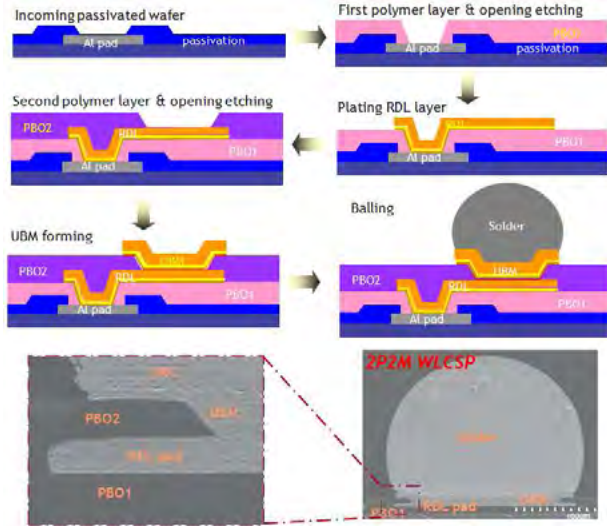 Incoming passivated wafer
Al pad
passivation
First polymer layer & opening etching
PBO1
Al pad
passivation
Second polymer layer & opening etching
PBO2
RDL
PBO1
Al pad
Plating RDL layer
RDL
PBO1
Al pad
UBM forming
UBM
PBO2
RDL
PBO1
Al pad
Balling
Solder
UBM
PBO2
RDL
PBO1
Al pad
PBO2
UBM
RDL pad
PBO1
2P2M WLCSP
PBO1
RDL pad